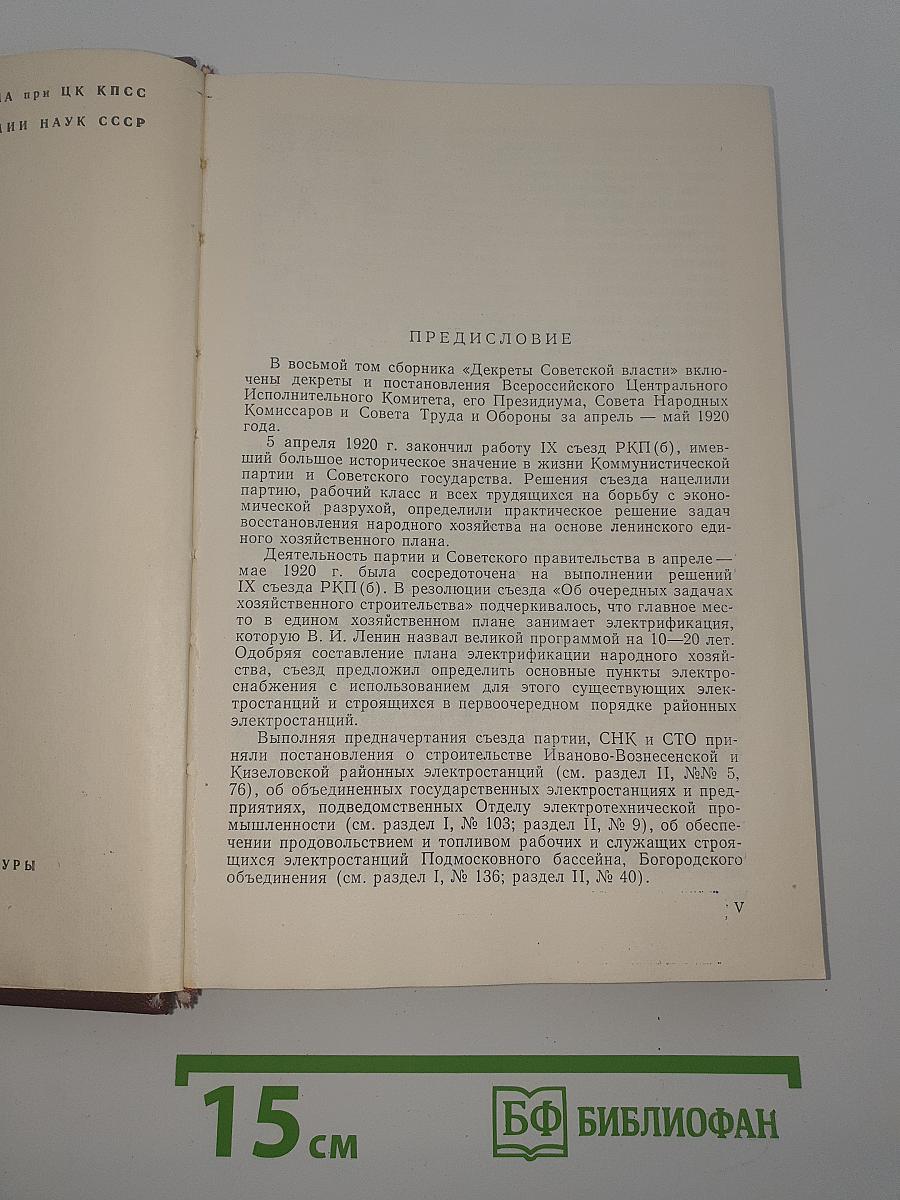 при ЦК КПСС
НАУК СССР
ПРЕДИСЛОВИЕ
В восьмой том сборника «Декреты Советской власти» вклю-
чены декреты и постановления Всероссийского Центрального
Исполнительного Комитета, его Президиума, Совета Народных
Комиссаров и Совета Труда и Обороны за апрель — май 1920
года.
5 апреля 1920 г. закончил работу IX съезд РКП(б), имев-
ший большое историческое значение в жизни Коммунистической
партии и Советского государства. Решения съезда нацелили
партию, рабочий класс и всех трудящихся на борьбу с эконо-
мической разрухой, определили практическое решение задач
восстановления народного хозяйства на основе ленинского еди-
ного хозяйственного плана.
Деятельность партии и Советского правительства в апреле —
мае 1920 г. была сосредоточена на выполнении решений
IX съезда РКП(б). В резолюции съезда «Об очередных задачах
хозяйственного строительства» подчеркивалось, что главное мес-
то в едином хозяйственном плане занимает электрификация,
которую В. И. Ленин назвал великой программой на 10—20 лет.
Одобряя составление плана электрификации народного хозяй-
ства, съезд предложил определить основные пункты электро-
снабжения с использованием для этого существующих элек-
тростанций и строящихся в первоочередном порядке районных
электростанций.
Выполняя предначертания съезда партии, СНК и СТО при-
няли постановления о строительстве Иваново-Вознесенской и
Кизеловской районных электростанций (см. раздел II, №№ 5,
76), об объединенных государственных электростанциях и пред-
приятиях, подведомственных Отделу электротехнической про-
мышленности (см. раздел I, № 103; раздел II, № 9), об обеспе-
чении продовольствием и топливом рабочих и служащих строя-
щихся электростанций Подмосковного бассейна, Богородского
объединения (см. раздел I, № 136; раздел II, № 40).
V
15 см
БФ БИБЛИОФАН